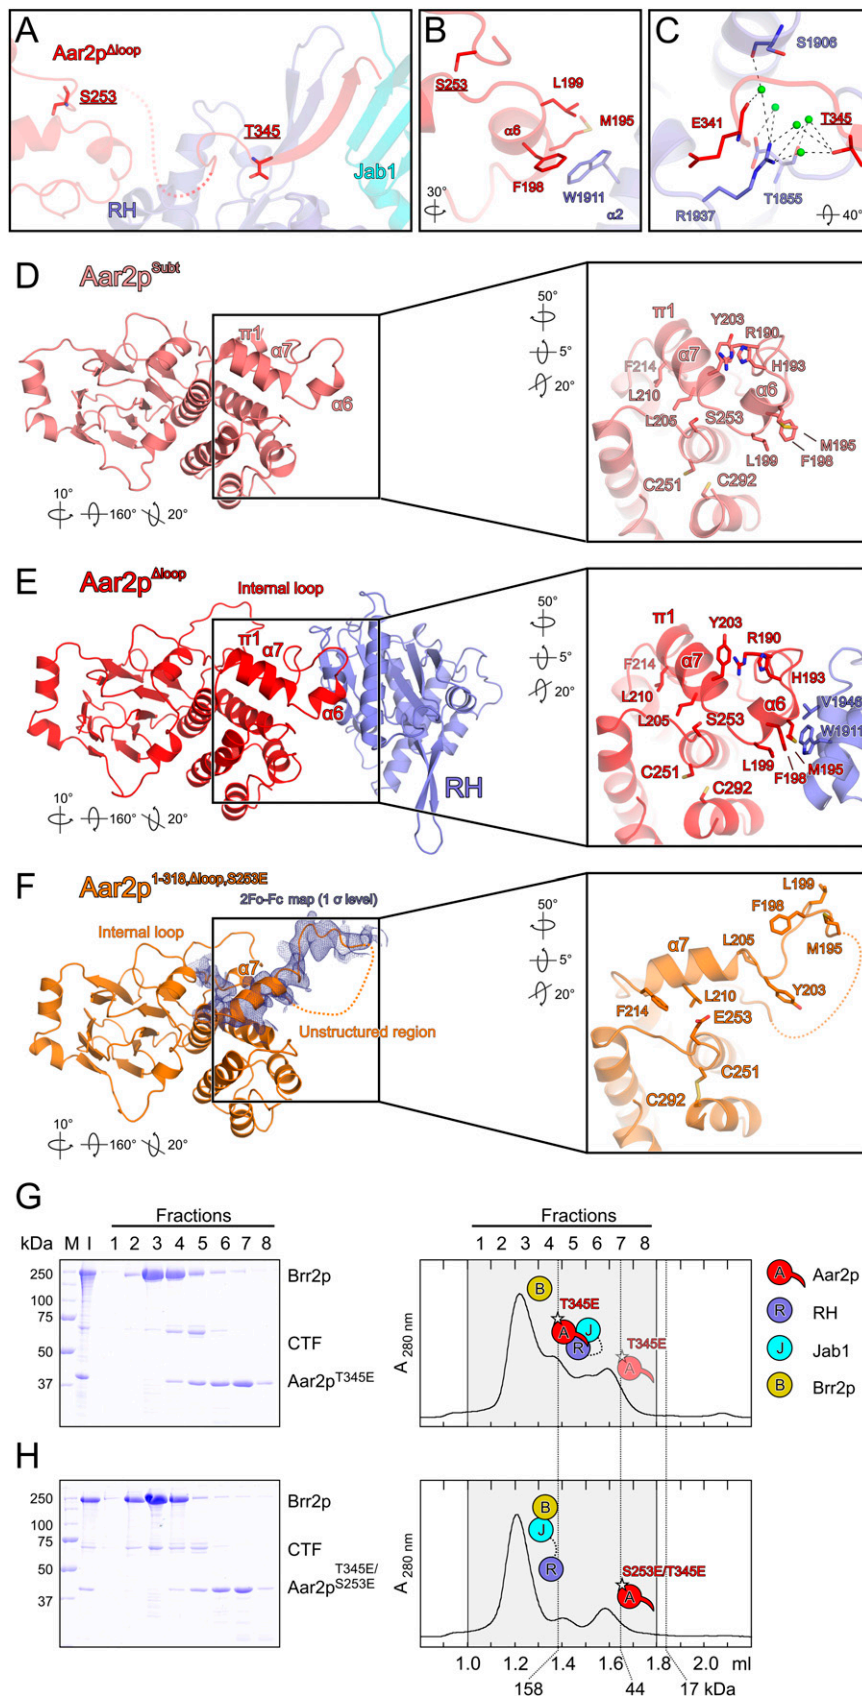 A
Aar2pΔloop
S253
T345
RH
Jab1
B
S253
L199
M195
α6
F198
W1911
α2
30°
C
S1906
E341
T345
T1855
R1937
40°
D
Aar2pSubt
π1
α7
α6
10° 160° 20°
50°
5°
20°
π1
Y203
R190
α7
H193
F214
α6
L210
L205
S253
M195
L199
F198
C251
C292
E
Aar2pΔloop
Internal loop
π1
α7
α6
RH
10° 160° 20°
50°
5°
20°
π1
Y203
R190
F214
α7
H193
L210
α6
V1946
L205
S253
W1911
C251
L199
F198
M195
C292
F
Aar2p1-318,Δloop,S253E
2Fo-Fc map (1 σ level)
Internal loop
α7
Unstructured region
10° 160° 20°
50°
5°
20°
L199
F198
α7
L205
M195
L210
Y203
F214
E253
C251
C292
G
Fractions
kDa M I 1 2 3 4 5 6 7 8
250
100
75
50
37
Brr2p
CTF
Aar2pT345E
Fractions
1 2 3 4 5 6 7 8
A 280 nm
B
T345E
A
J
R
T345E
A
A Aar2p
R RH
J Jab1
B Brr2p
H
250
100
75
50
37
Brr2p
CTF
Aar2pT345E/S253E
A 280 nm
B
J
R
S253E/T345E
A
1.0 1.2 1.4 1.6 1.8 2.0 ml
158 44 17 kDa